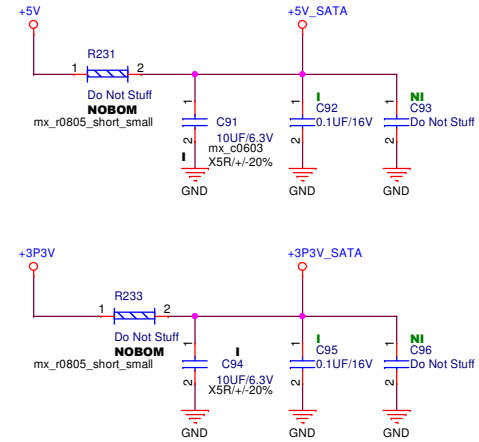 +5V
+5V_SATA
R231
1
2
Do Not Stuff
NOBOM
mx_r0805_short_small
1
2
C91
10UF/6.3V
mx_c0603
X5R/+/-20%
I
GND
I
1
2
C92
0.1UF/16V
GND
NI
1
2
C93
Do Not Stuff
GND
+3P3V
+3P3V_SATA
R233
1
2
Do Not Stuff
NOBOM
mx_r0805_short_small
1
2
I
C94
10UF/6.3V
X5R/+/-20%
GND
I
1
2
C95
0.1UF/16V
GND
NI
1
2
C96
Do Not Stuff
GND